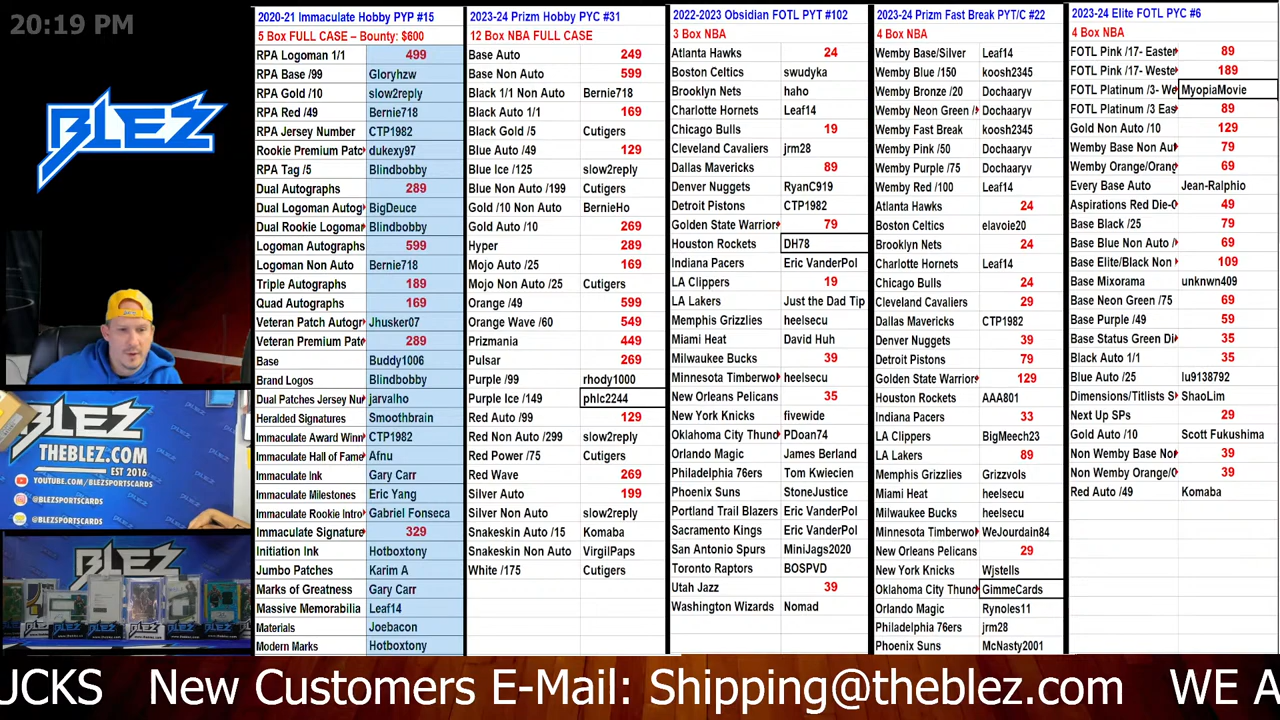 20:19 PM
BLEZ
BLEZ
THEBLEZ.COM
EST 2016
YOUTUBE.COM/BLEZSPORTSCARDS
@BLEZSPORTSCARDS
@BLEZSPORTSCARDS
BLEZ
2020-21 Immaculate Hobby PYP #15
5 Box FULL CASE – Bounty: $600
RPA Logoman 1/1 499
RPA Base /99 Gloryhzw
RPA Gold /10 slow2reply
RPA Red /49 Bernie718
RPA Jersey Number CTP1982
Rookie Premium Patc dukexy97
RPA Tag /5 Blindbobby
Dual Autographs 289
Dual Logoman Autog BigDeuce
Dual Rookie Logoma Blindbobby
Logoman Autographs 599
Logoman Non Auto Bernie718
Triple Autographs 189
Quad Autographs 169
Veteran Patch Autogr Jhusker07
Veteran Premium Pat 289
Base Buddy1006
Brand Logos Blindbobby
Dual Patches Jersey Nu jarvalho
Heralded Signatures Smoothbrain
Immaculate Award Winn CTP1982
Immaculate Hall of Fame Afnu
Immaculate Ink Gary Carr
Immaculate Milestones Eric Yang
Immaculate Rookie Intro Gabriel Fonseca
Immaculate Signature 329
Initiation Ink Hotboxtony
Jumbo Patches Karim A
Marks of Greatness Gary Carr
Massive Memorabilia Leaf14
Materials Joebacon
Modern Marks Hotboxtony
2023-24 Prizm Hobby PYC #31
12 Box NBA FULL CASE
Base Auto 249
Base Non Auto 599
Black 1/1 Non Auto Bernie718
Black Auto 1/1 169
Black Gold /5 Cutigers
Blue Auto /49 129
Blue Ice /125 slow2reply
Blue Non Auto /199 Cutigers
Gold /10 Non Auto BernieHo
Gold Auto /10 269
Hyper 289
Mojo Auto /25 169
Mojo Non Auto /25 Cutigers
Orange /49 599
Orange Wave /60 549
Prizmania 449
Pulsar 269
Purple /99 rhody1000
Purple Ice /149 phlc2244
Red Auto /99 129
Red Non Auto /299 slow2reply
Red Power /75 Cutigers
Red Wave 269
Silver Auto 199
Silver Non Auto slow2reply
Snakeskin Auto /15 Komaba
Snakeskin Non Auto VirgilPaps
White /175 Cutigers
2022-2023 Obsidian FOTL PYT #102
3 Box NBA
Atlanta Hawks 24
Boston Celtics swudyka
Brooklyn Nets haho
Charlotte Hornets Leaf14
Chicago Bulls 19
Cleveland Cavaliers jrm28
Dallas Mavericks 89
Denver Nuggets RyanC919
Detroit Pistons CTP1982
Golden State Warrior 79
Houston Rockets DH78
Indiana Pacers Eric VanderPol
LA Clippers 19
LA Lakers Just the Dad Tip
Memphis Grizzlies heelsecu
Miami Heat David Huh
Milwaukee Bucks 39
Minnesota Timberwo heelsecu
New Orleans Pelicans 35
New York Knicks fivewide
Oklahoma City Thund PDoan74
Orlando Magic James Berland
Philadelphia 76ers Tom Kwiecien
Phoenix Suns StoneJustice
Portland Trail Blazers Eric VanderPol
Sacramento Kings Eric VanderPol
San Antonio Spurs MiniJags2020
Toronto Raptors BOSPVD
Utah Jazz 39
Washington Wizards Nomad
2023-24 Prizm Fast Break PYT/C #22
4 Box NBA
Wemby Base/Silver Leaf14
Wemby Blue /150 koosh2345
Wemby Bronze /20 Dochaaryv
Wemby Neon Green / Dochaaryv
Wemby Fast Break koosh2345
Wemby Pink /50 Dochaaryv
Wemby Purple /75 Dochaaryv
Wemby Red /100 Leaf14
Atlanta Hawks 24
Boston Celtics elavoie20
Brooklyn Nets 24
Charlotte Hornets Leaf14
Chicago Bulls 24
Cleveland Cavaliers 29
Dallas Mavericks CTP1982
Denver Nuggets 39
Detroit Pistons 79
Golden State Warrior 129
Houston Rockets AAA801
Indiana Pacers 33
LA Clippers BigMeech23
LA Lakers 89
Memphis Grizzlies Grizzvols
Miami Heat heelsecu
Milwaukee Bucks heelsecu
Minnesota Timberwo WeJourdain84
New Orleans Pelicans 29
New York Knicks Wjstells
Oklahoma City Thund GimmeCards
Orlando Magic Rynoles11
Philadelphia 76ers jrm28
Phoenix Suns McNasty2001
2023-24 Elite FOTL PYC #6
4 Box NBA
FOTL Pink /17- Easter 89
FOTL Pink /17- Weste 189
FOTL Platinum /3- We MyopiaMovie
FOTL Platinum /3 Eas 89
Gold Non Auto /10 129
Wemby Base Non Au 79
Wemby Orange/Orang 69
Every Base Auto Jean-Ralphio
Aspirations Red Die-C 49
Base Black /25 79
Base Blue Non Auto / 69
Base Elite/Black Non 109
Base Mixorama unknwn409
Base Neon Green /75 69
Base Purple /49 59
Base Status Green Di 35
Black Auto 1/1 35
Blue Auto /25 lu9138792
Dimensions/Titlists S ShaoLim
Next Up SPs 29
Gold Auto /10 Scott Fukushima
Non Wemby Base Non 39
Non Wemby Orange/O 39
Red Auto /49 Komaba
UCKS New Customers E-Mail: Shipping@theblez.com WE A